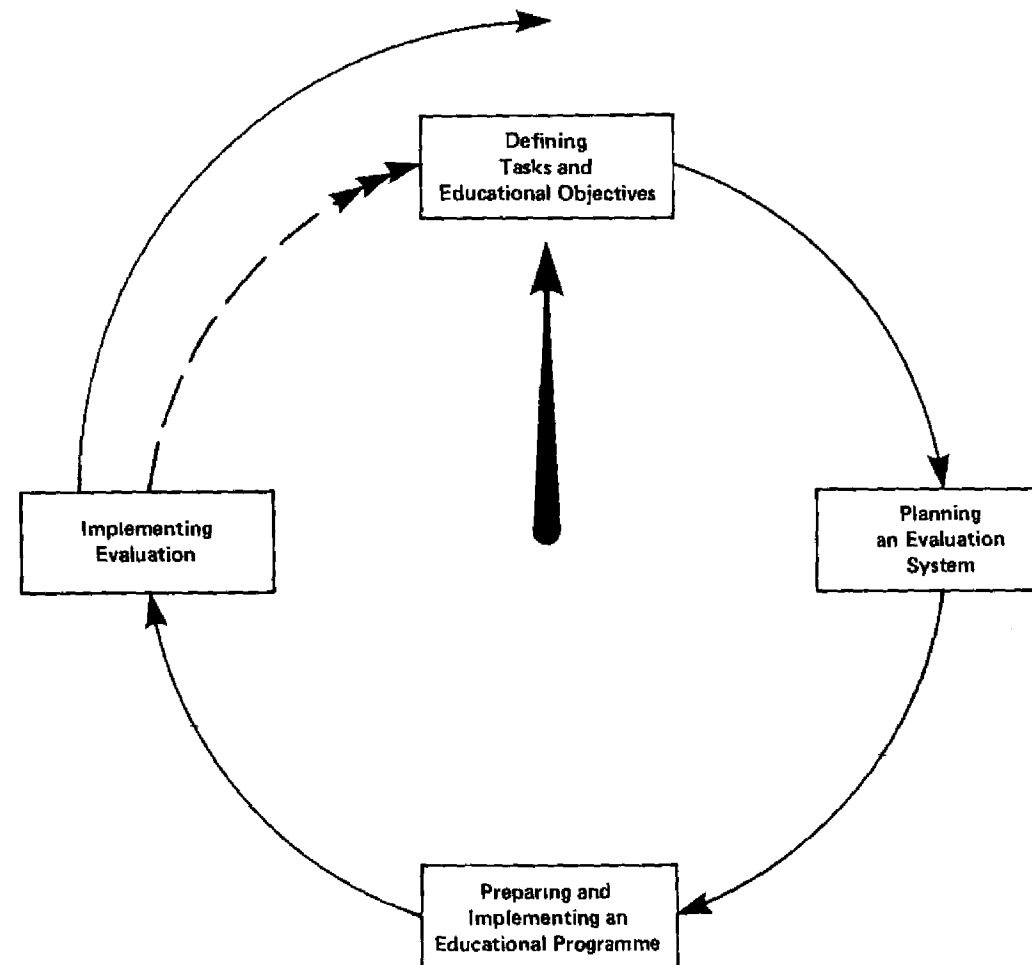 Defining
Tasks and
Educational Objectives
Planning
an Evaluation
System
Preparing and
Implementing an
Educational Programme
Implementing
Evaluation